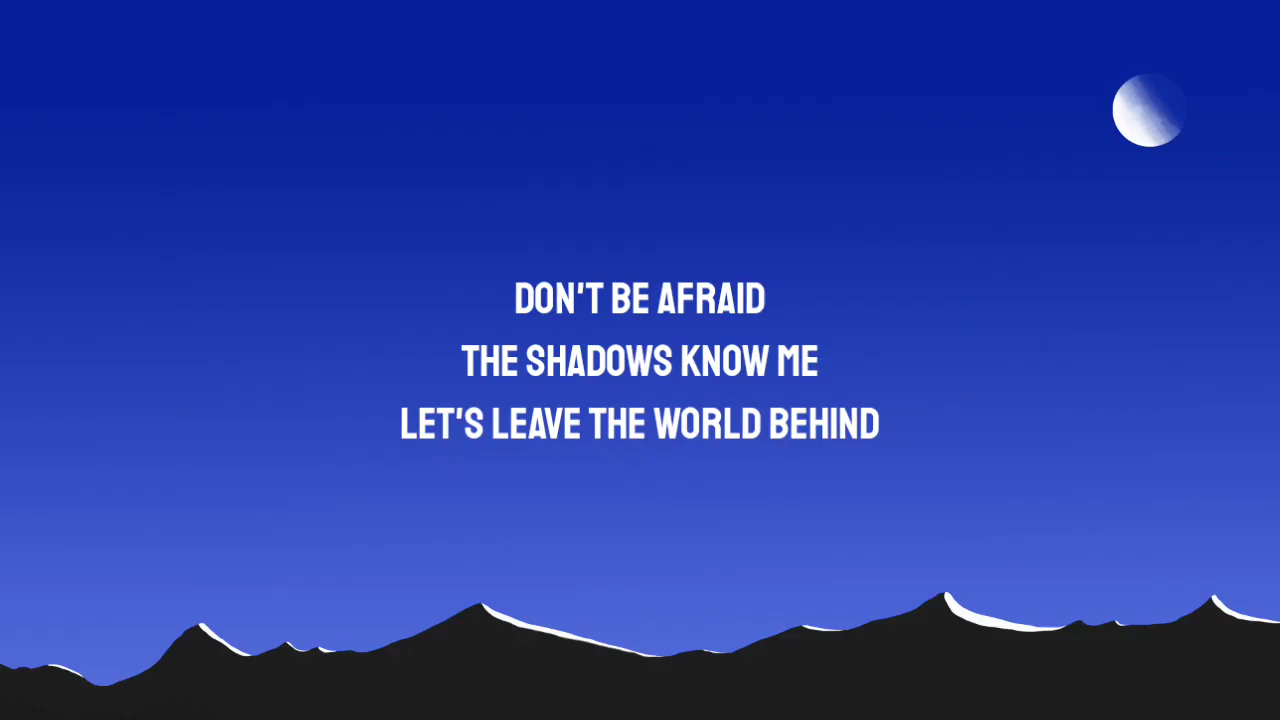 DON'T BE AFRAID
THE SHADOWS KNOW ME
LET'S LEAVE THE WORLD BEHIND